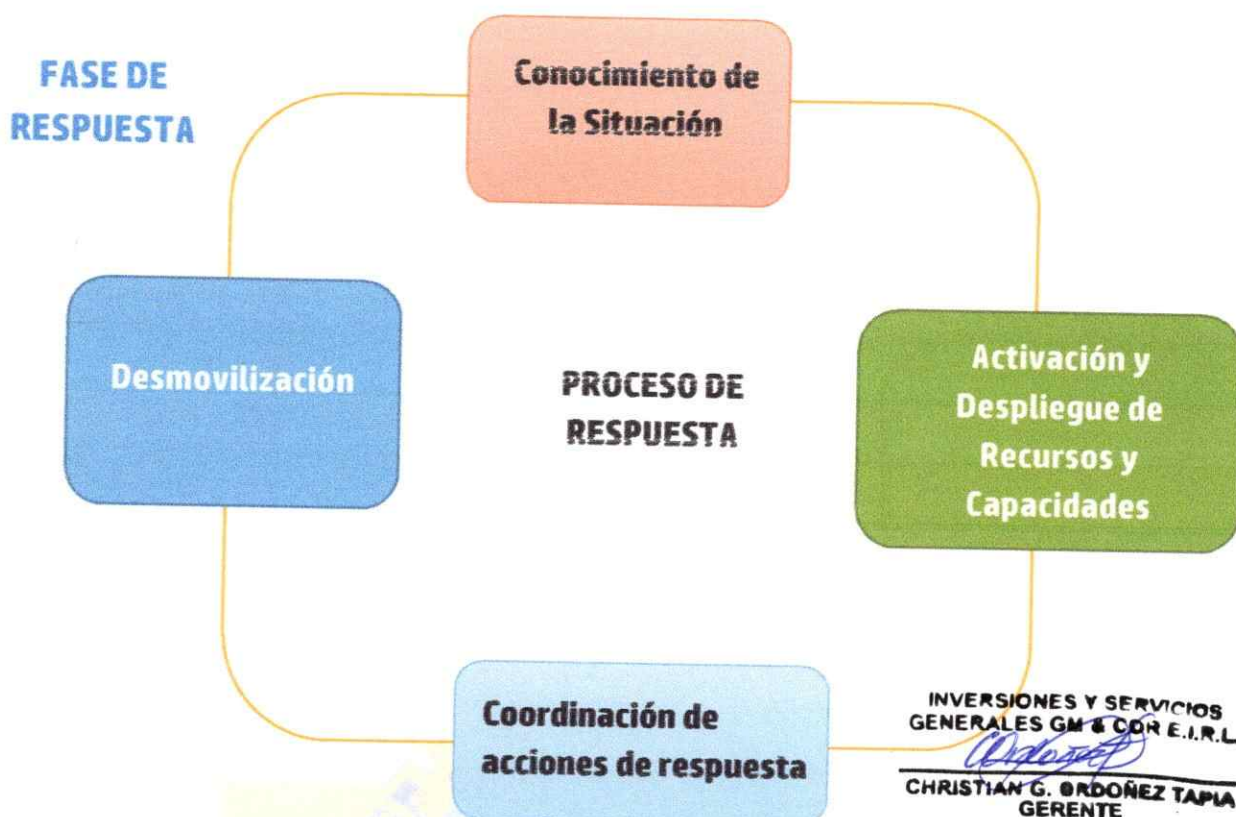 FASE DE
RESPUESTA
Conocimiento de
la Situación
Desmovilización
PROCESO DE
RESPUESTA
Activación y
Despliegue de
Recursos y
Capacidades
Coordinación de
acciones de respuesta
INVERSIONES Y SERVICIOS
GENERALES GM & COR E.I.R.L.
CHRISTIAN G. ORDOÑEZ TAPIA
GERENTE